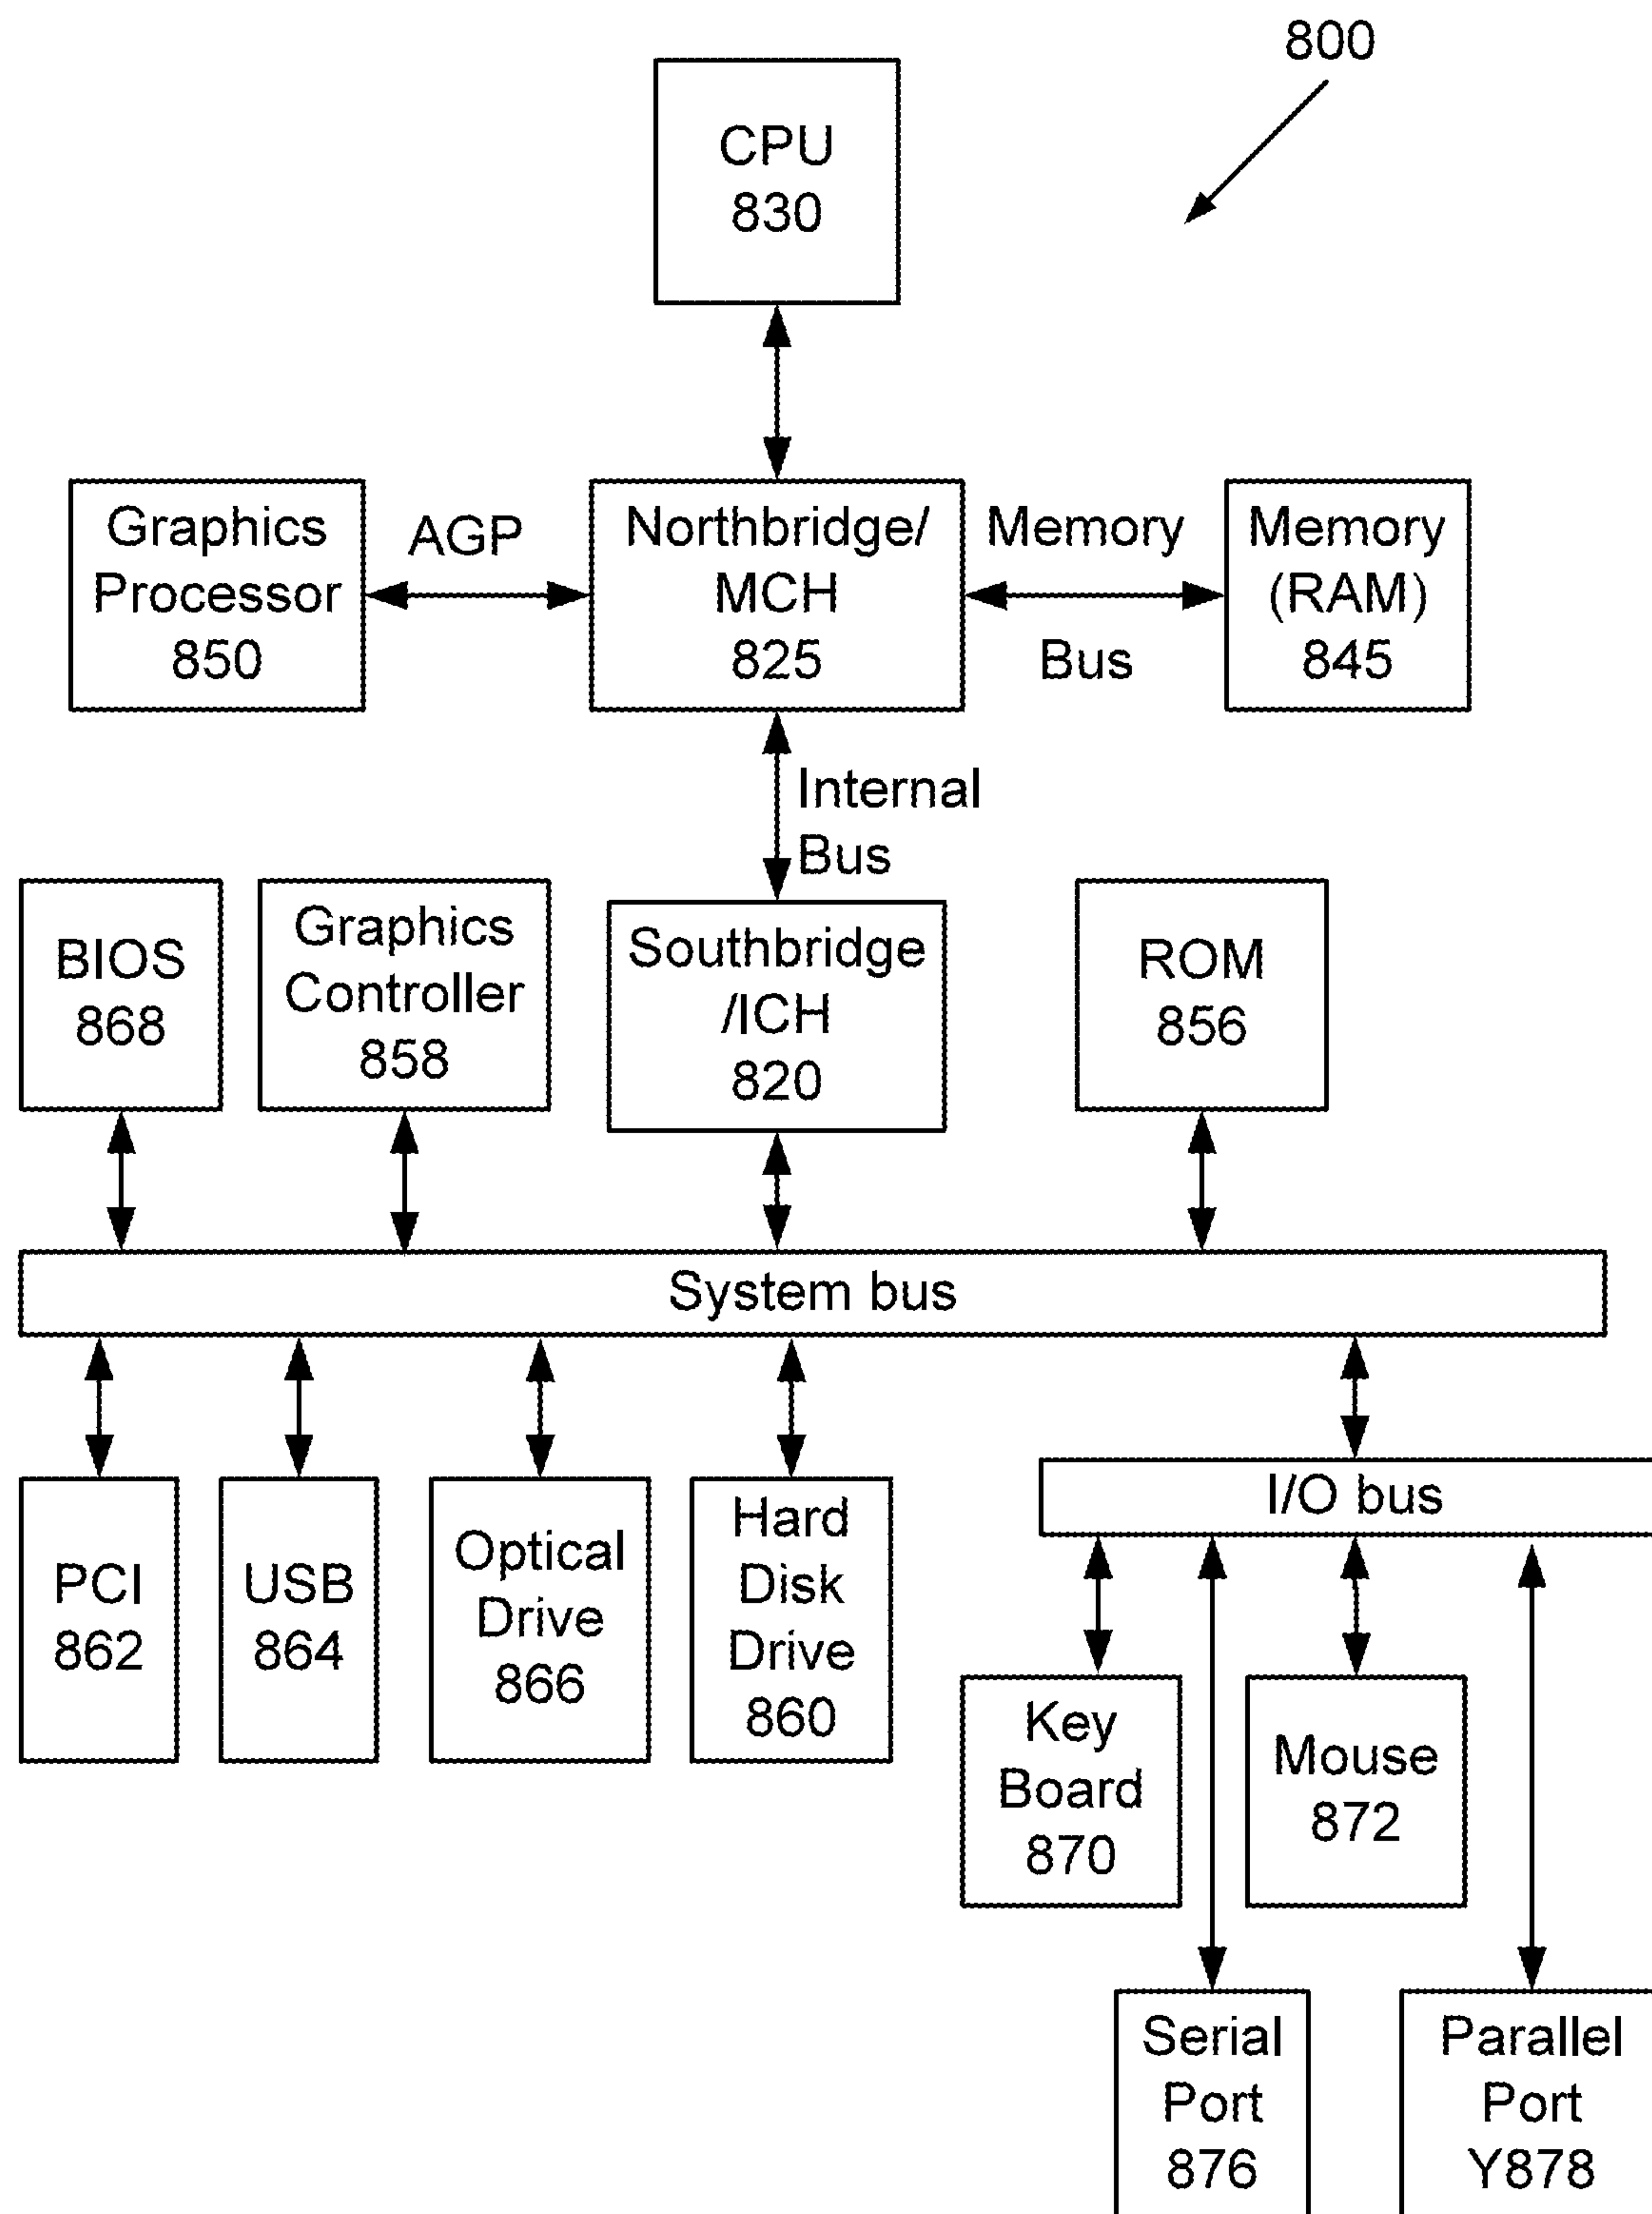 800
CPU
830
Graphics
Processor
850
AGP
Northbridge/
MCH
825
Memory
Bus
Memory
(RAM)
845
Internal
Bus
BIOS
868
Graphics
Controller
858
Southbridge
/ICH
820
ROM
856
System bus
PCI
862
USB
864
Optical
Drive
866
Hard
Disk
Drive
860
I/O bus
Key
Board
870
Mouse
872
Serial
Port
876
Parallel
Port
Y878